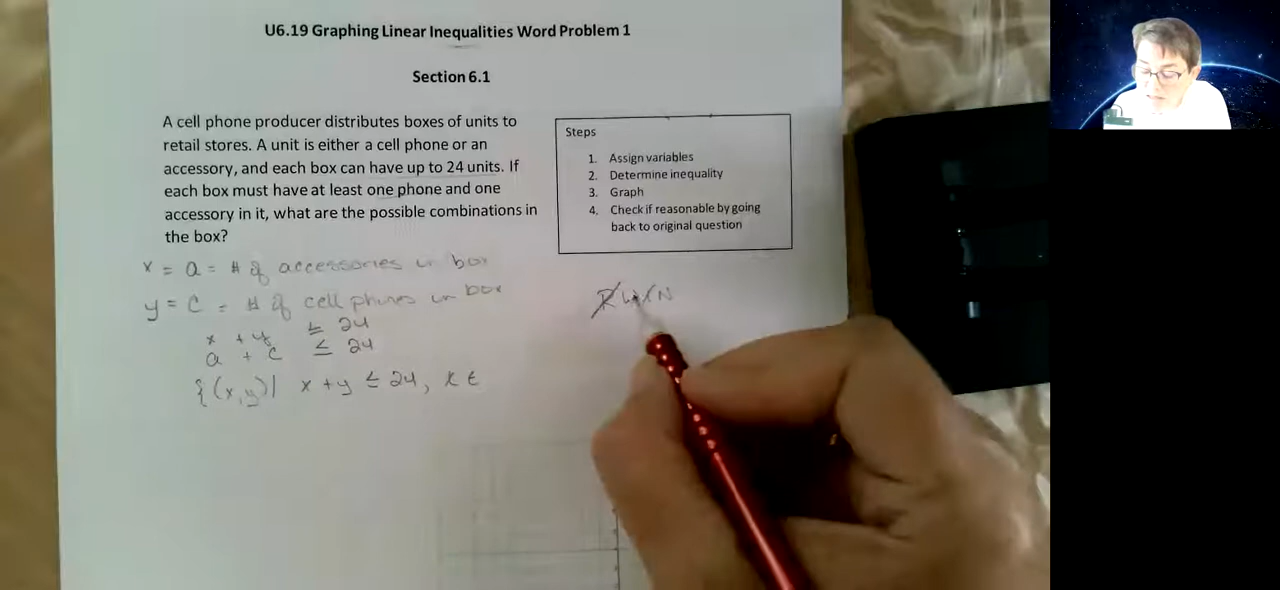 U6.19 Graphing Linear Inequalities Word Problem 1
Section 6.1
A cell phone producer distributes boxes of units to
retail stores. A unit is either a cell phone or an
accessory, and each box can have up to 24 units. If
each box must have at least one phone and one
accessory in it, what are the possible combinations in
the box?
Steps
1. Assign variables
2. Determine inequality
3. Graph
4. Check if reasonable by going
back to original question
x = a = # of accessories in box
y = c = # of cell phones in box
x + y ≤ 24
a + c ≤ 24
{(x,y)| x + y ≤ 24, x ∈
R W I N